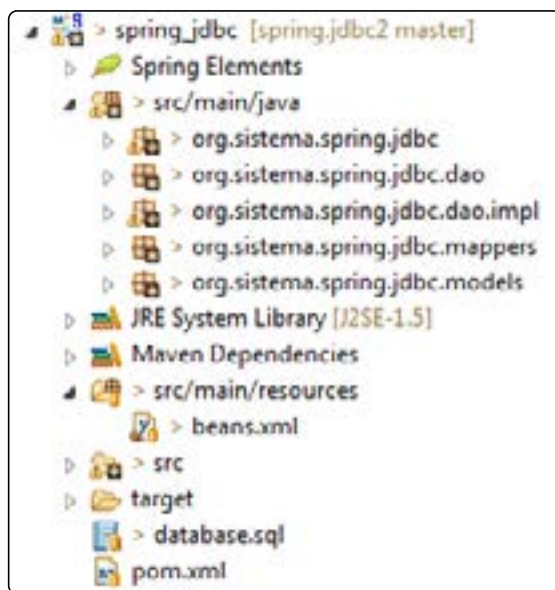 > spring_jdbc [spring.jdbc2 master]
Spring Elements
> src/main/java
> org.sistema.spring.jdbc
> org.sistema.spring.jdbc.dao
> org.sistema.spring.jdbc.dao.impl
> org.sistema.spring.jdbc.mappers
> org.sistema.spring.jdbc.models
JRE System Library [J2SE-1.5]
Maven Dependencies
> src/main/resources
> beans.xml
> src
target
> database.sql
pom.xml